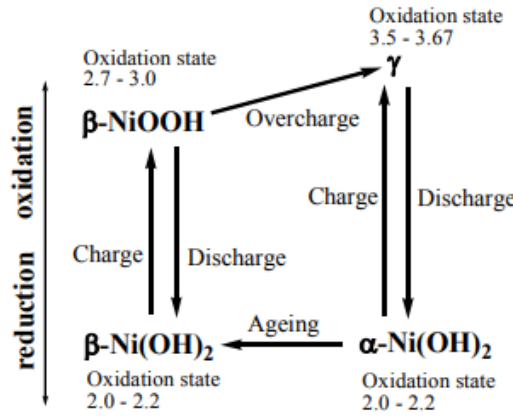 Oxidation state
3.5 - 3.67
γ
Oxidation state
2.7 - 3.0
β-NiOOH
Overcharge
oxidation
reduction
Charge
Discharge
Charge
Discharge
β-Ni(OH)₂
Ageing
α-Ni(OH)₂
Oxidation state
2.0 - 2.2
Oxidation state
2.0 - 2.2